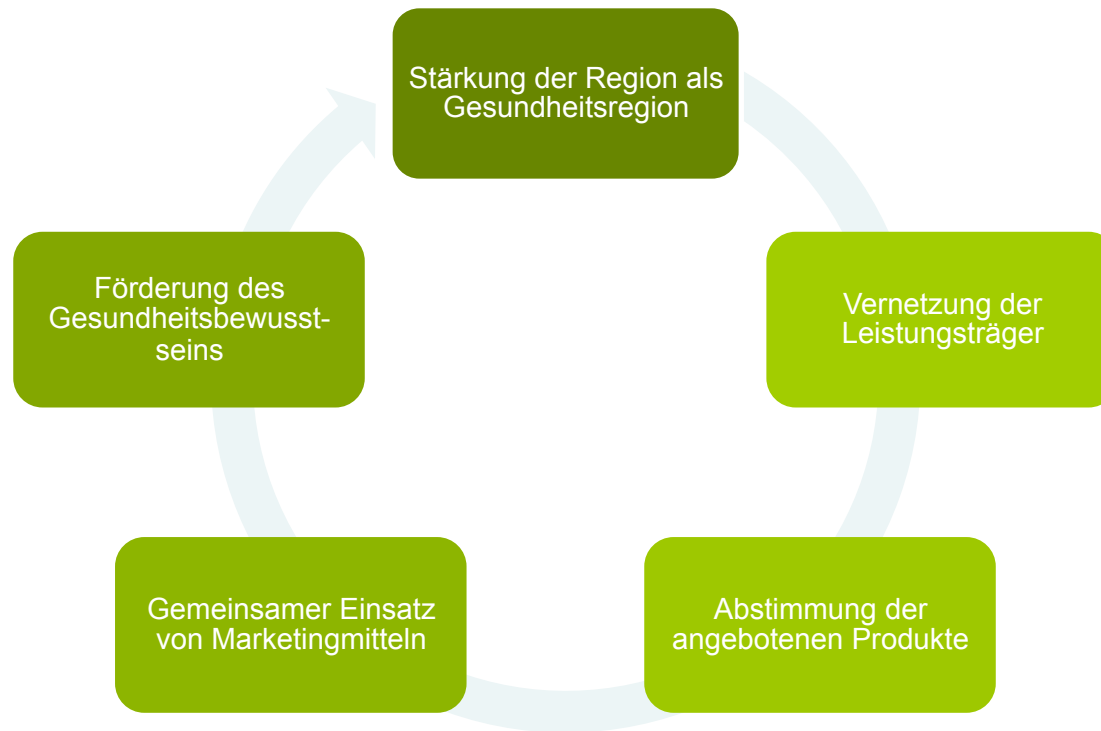 Stärkung der Region als
Gesundheitsregion
Vernetzung der
Leistungsträger
Abstimmung der
angebotenen Produkte
Gemeinsamer Einsatz
von Marketingmitteln
Förderung des
Gesundheitsbewusst-
seins